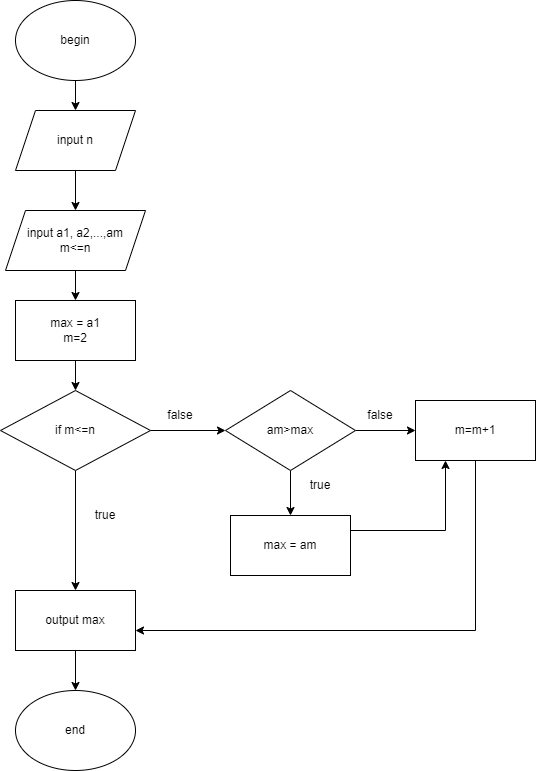 begin
input n
input a1, a2,...,am
m<=n
max = a1
m=2
if m<=n
false
am>max
false
m=m+1
true
true
max = am
output max
end